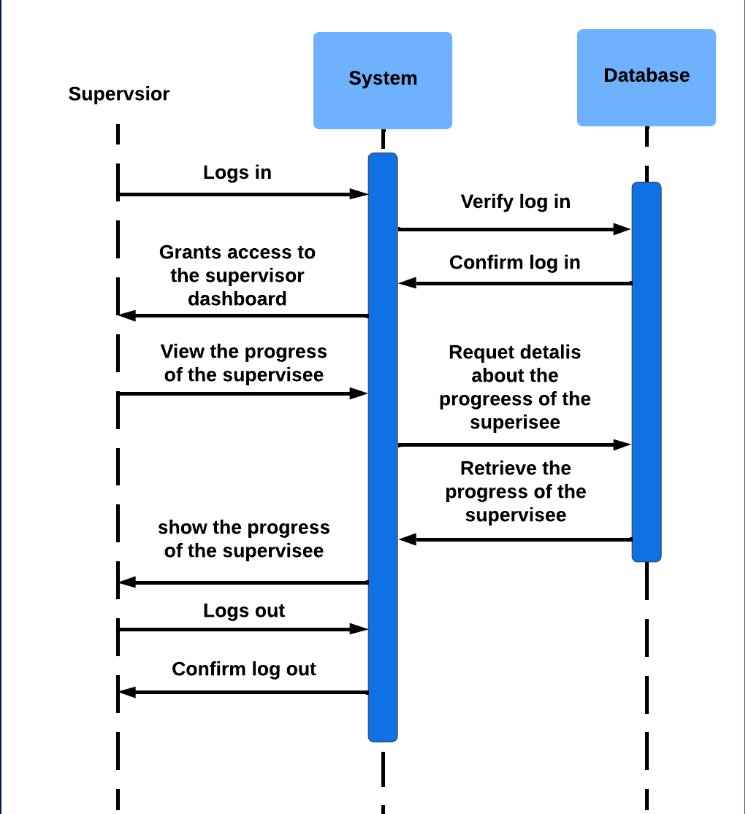 Supervsior
System
Database
Logs in
Verify log in
Grants access to
the supervisor
dashboard
Confirm log in
View the progress
of the supervisee
Requet detalis
about the
progreess of the
superisee
Retrieve the
progress of the
supervisee
show the progress
of the supervisee
Logs out
Confirm log out